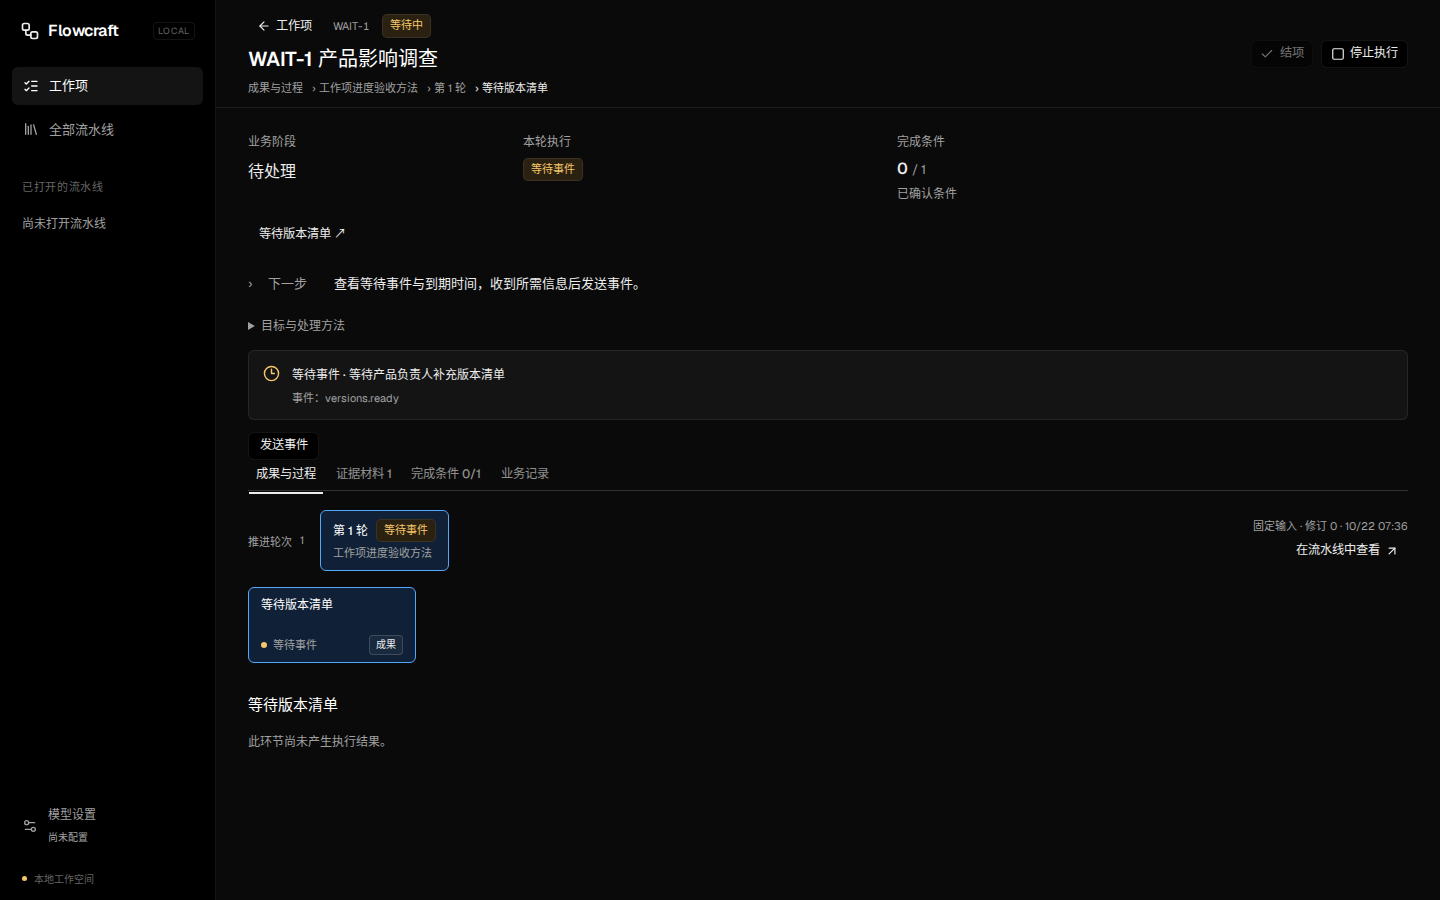 Flowcraft
LOCAL
工作项
全部流水线
已打开的流水线
尚未打开流水线
模型设置
尚未配置
本地工作空间
工作项
WAIT-1
等待中
WAIT-1 产品影响调查
结项
停止执行
成果与过程 › 工作项进度验收方法 › 第 1 轮 › 等待版本清单
业务阶段
待处理
本轮执行
等待事件
完成条件
0 / 1
已确认条件
等待版本清单 ↗
› 下一步 查看等待事件与到期时间，收到所需信息后发送事件。
▶ 目标与处理方法
等待事件 · 等待产品负责人补充版本清单
事件：versions.ready
发送事件
成果与过程 证据材料 1 完成条件 0/1 业务记录
推进轮次 1
第 1 轮 等待事件
工作项进度验收方法
固定输入 · 修订 0 · 10/22 07:36
在流水线中查看
等待版本清单
等待事件 成果
等待版本清单
此环节尚未产生执行结果。